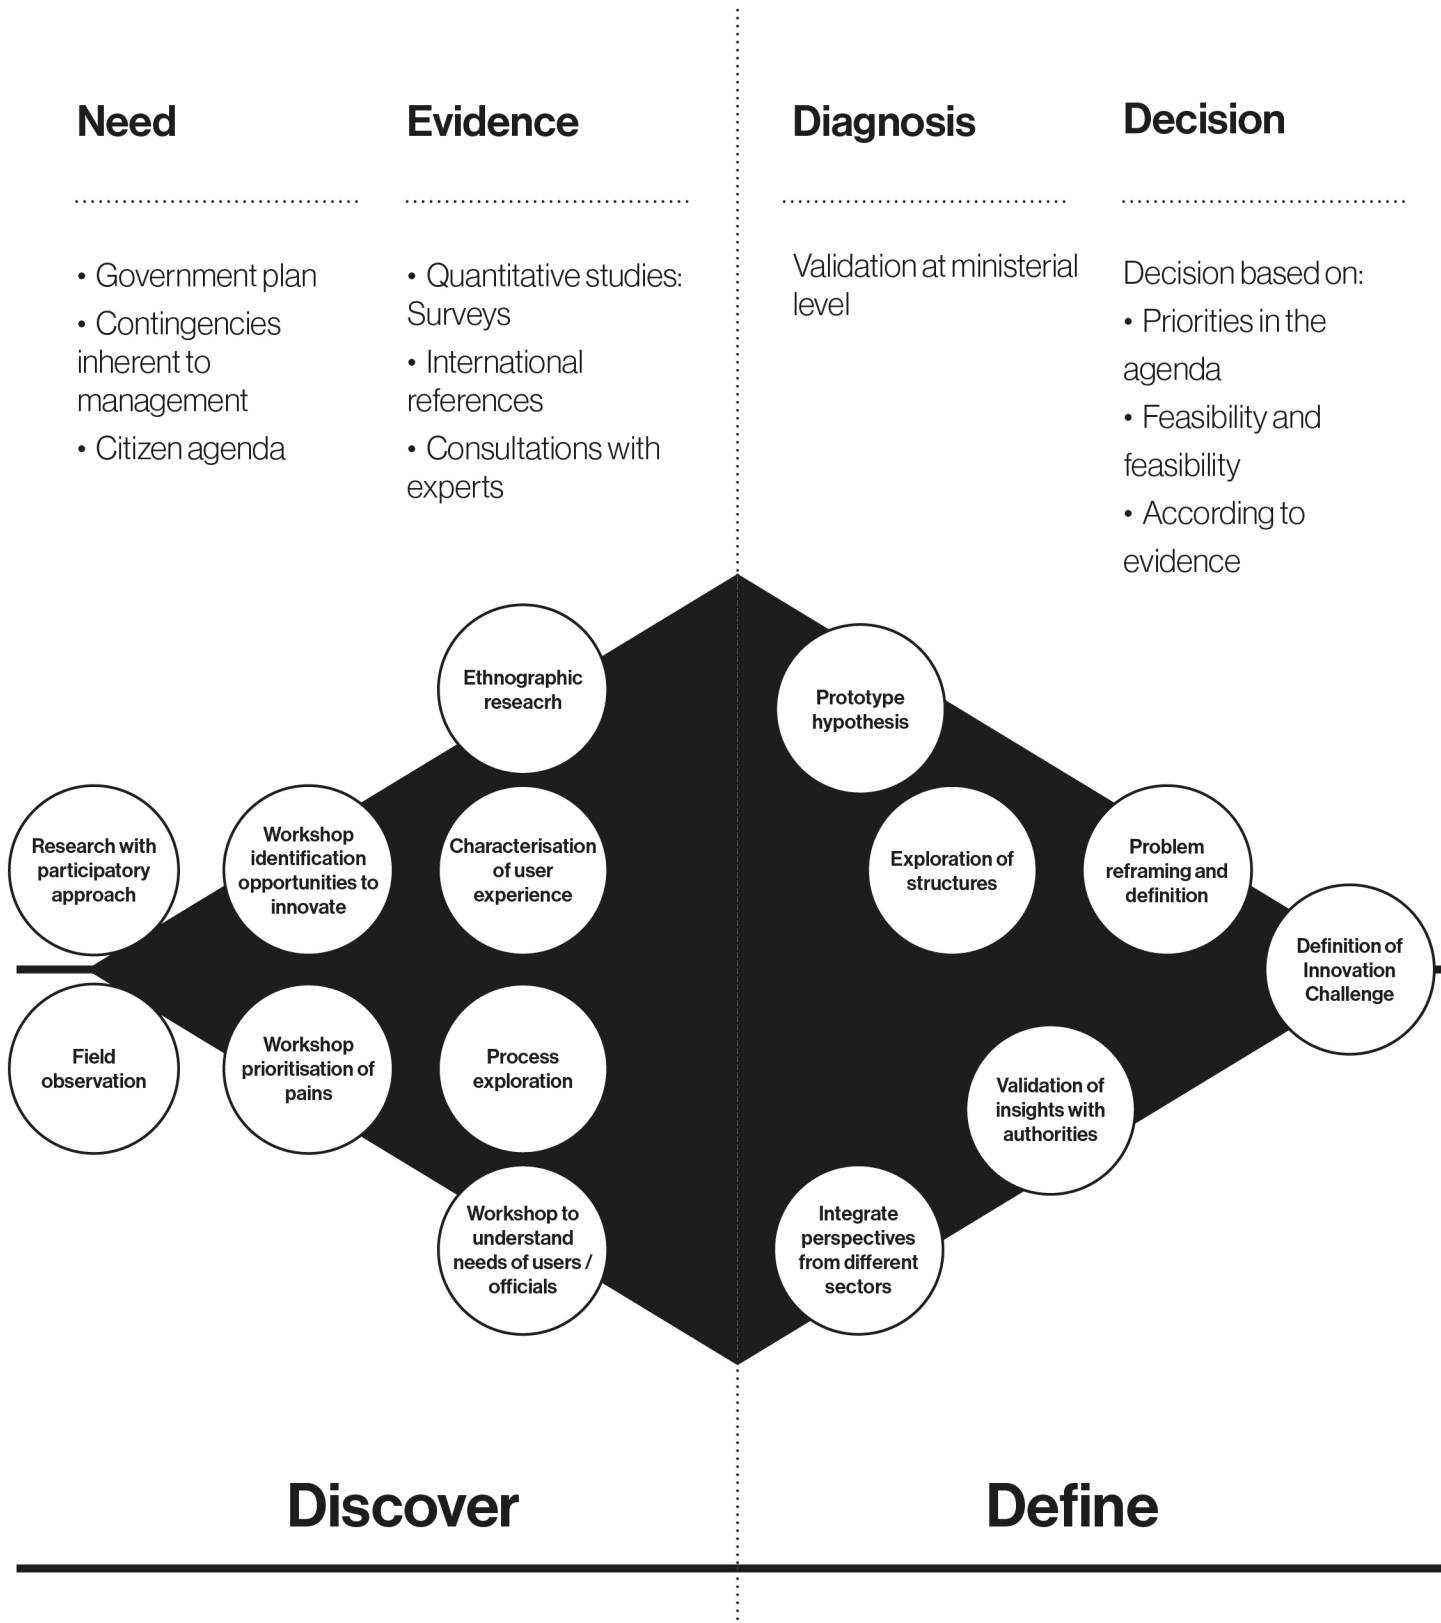 Need
• Government plan
• Contingencies
inherent to
management
• Citizen agenda
Evidence
• Quantitative studies:
Surveys
• International
references
• Consultations with
experts
Diagnosis
Validation at ministerial
level
Decision
Decision based on:
• Priorities in the
agenda
• Feasibility and
feasibility
• According to
evidence
Research with
participatory
approach
Field
observation
Workshop
identification
opportunities to
innovate
Workshop
prioritisation of
pains
Ethnographic
reseacrh
Characterisation
of user
experience
Process
exploration
Workshop to
understand
needs of users /
officials
Prototype
hypothesis
Exploration of
structures
Problem
reframing and
definition
Definition of
Innovation
Challenge
Validation of
insights with
authorities
Integrate
perspectives
from different
sectors
Discover
Define